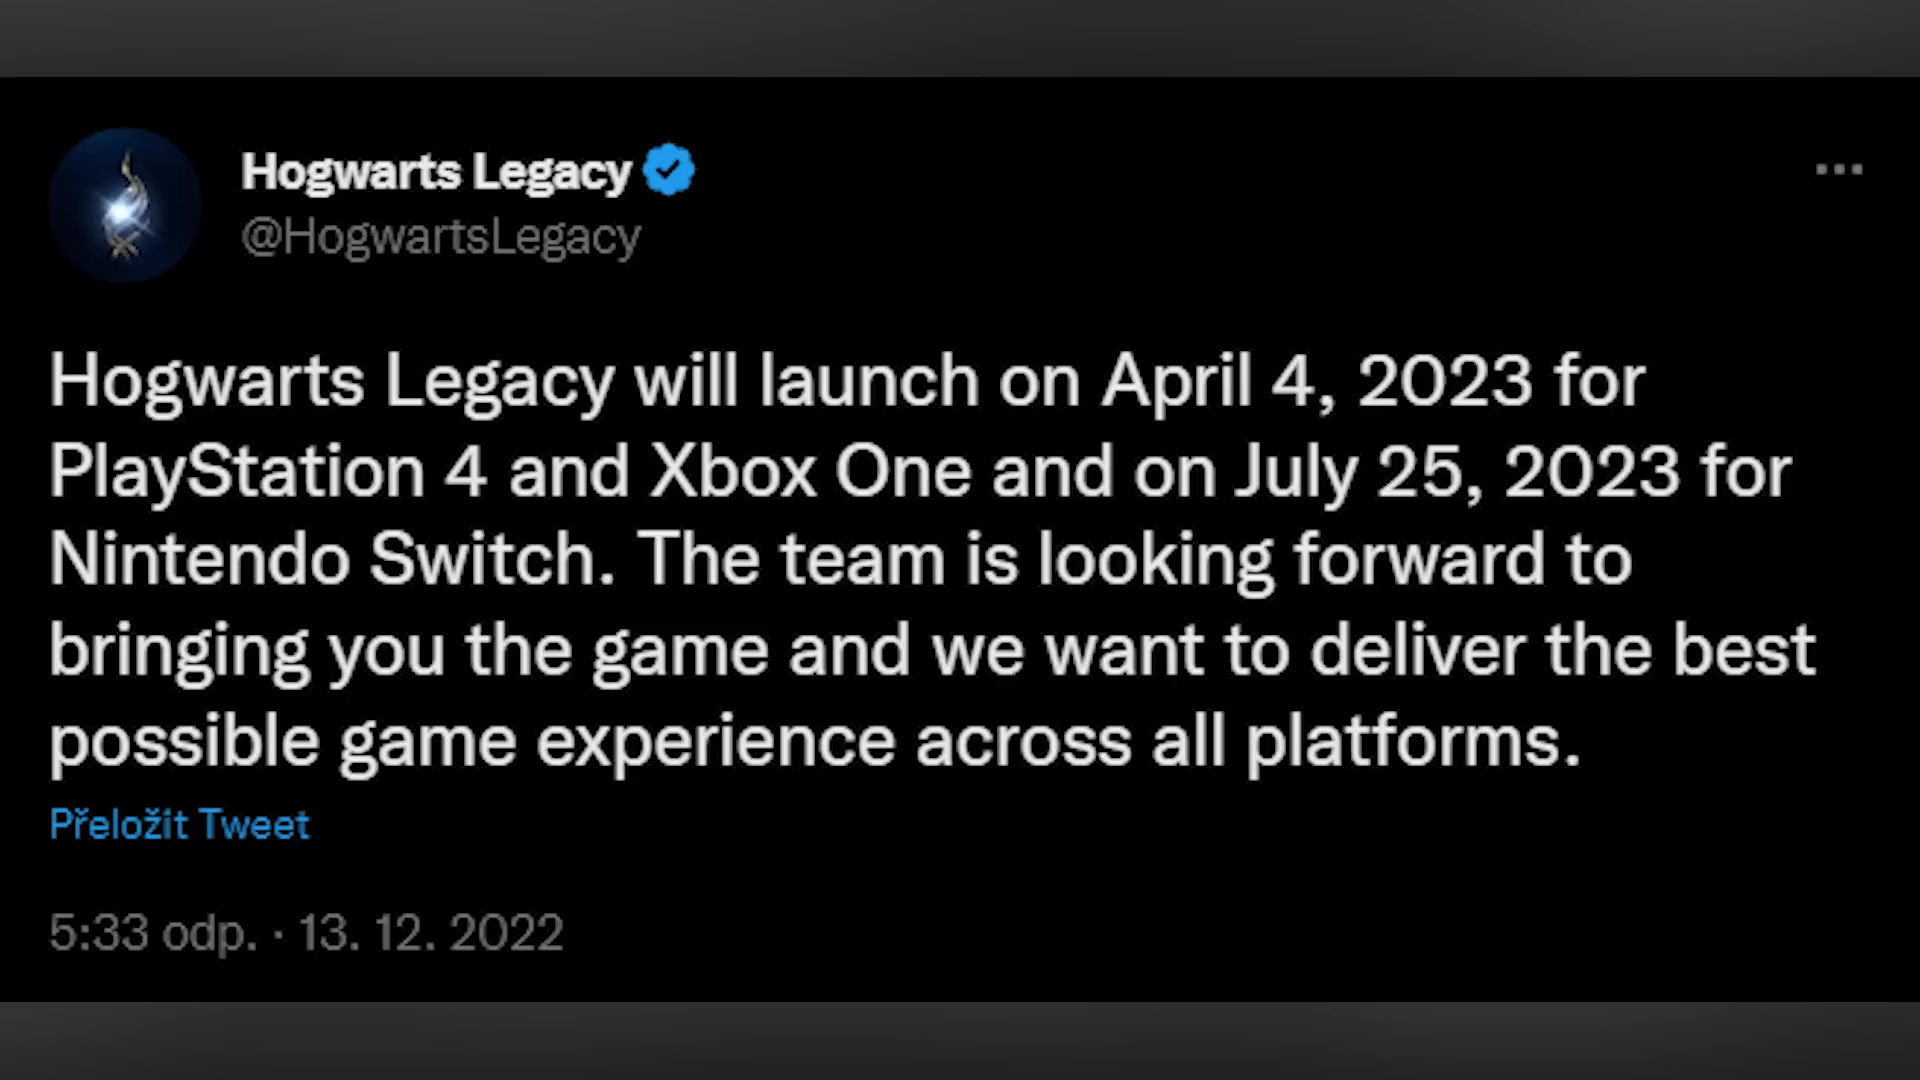 Hogwarts Legacy
@HogwartsLegacy
Hogwarts Legacy will launch on April 4, 2023 for
PlayStation 4 and Xbox One and on July 25, 2023 for
Nintendo Switch. The team is looking forward to
bringing you the game and we want to deliver the best
possible game experience across all platforms.
Přeložit Tweet
5:33 odp. · 13. 12. 2022